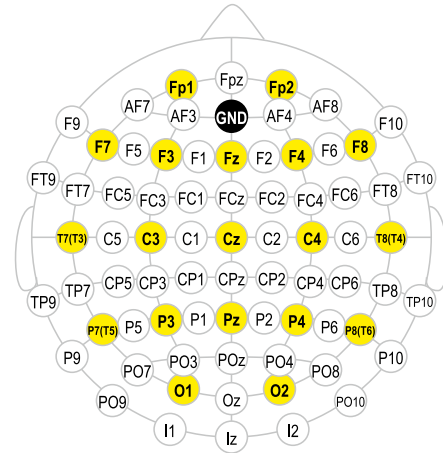 Fp1 Fpz Fp2
AF7 AF3 GND AF4 AF8
F9 F7 F5 F3 F1 Fz F2 F4 F6 F8 F10
FT9 FT7 FC5 FC3 FC1 FCz FC2 FC4 FC6 FT8 FT10
T7(T3) C5 C3 C1 Cz C2 C4 C6 T8(T4)
TP9 TP7 CP5 CP3 CP1 CPz CP2 CP4 CP6 TP8 TP10
P9 P7(T5) P5 P3 P1 Pz P2 P4 P6 P8(T6) P10
PO9 PO7 PO3 POz PO4 PO8 PO10
O1 Oz O2
I1 Iz I2